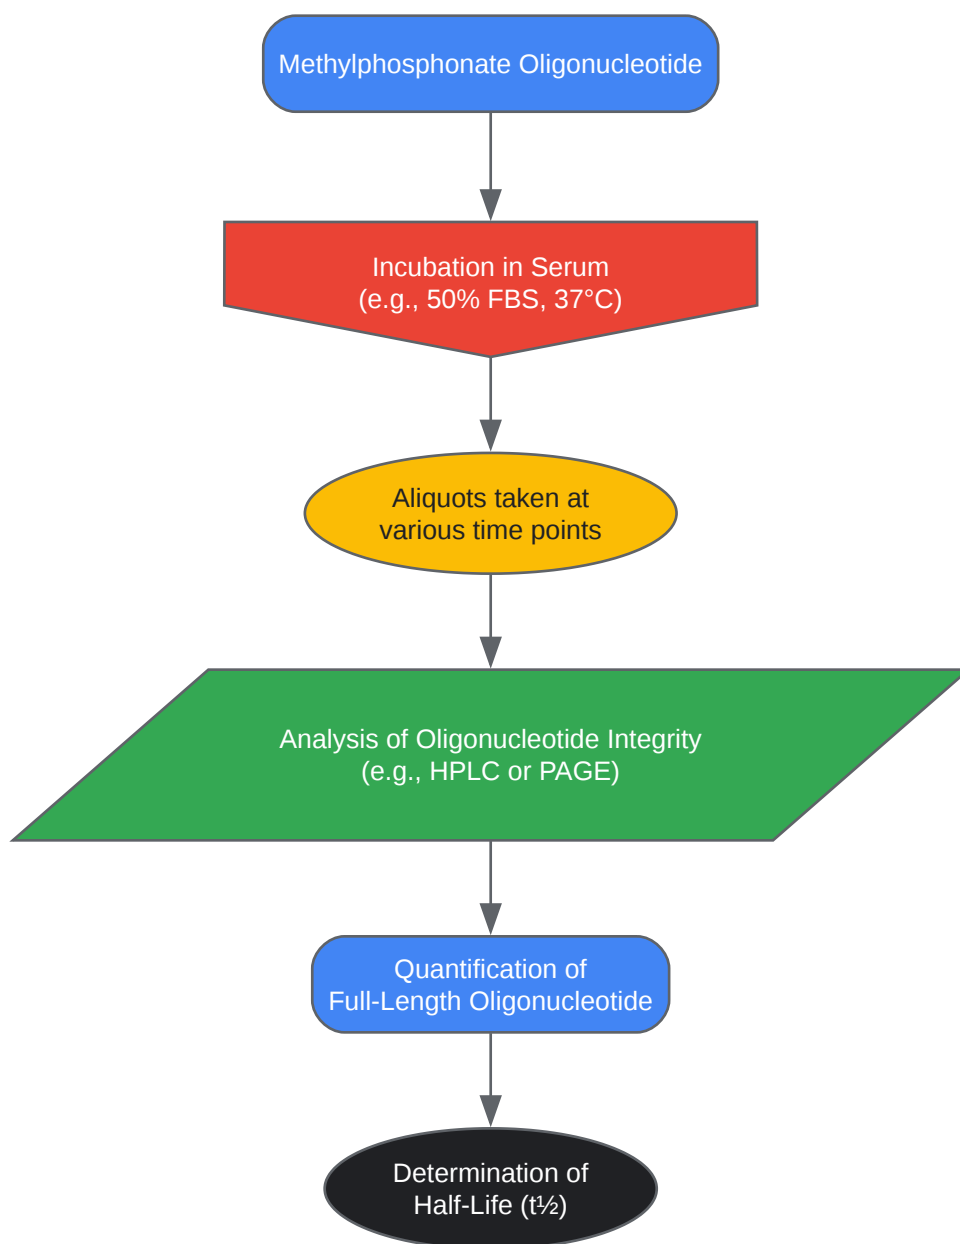 Methylphosphonate Oligonucleotide
Incubation in Serum
(e.g., 50% FBS, 37°C)
Aliquots taken at
various time points
Analysis of Oligonucleotide Integrity
(e.g., HPLC or PAGE)
Quantification of
Full-Length Oligonucleotide
Determination of
Half-Life (t½)